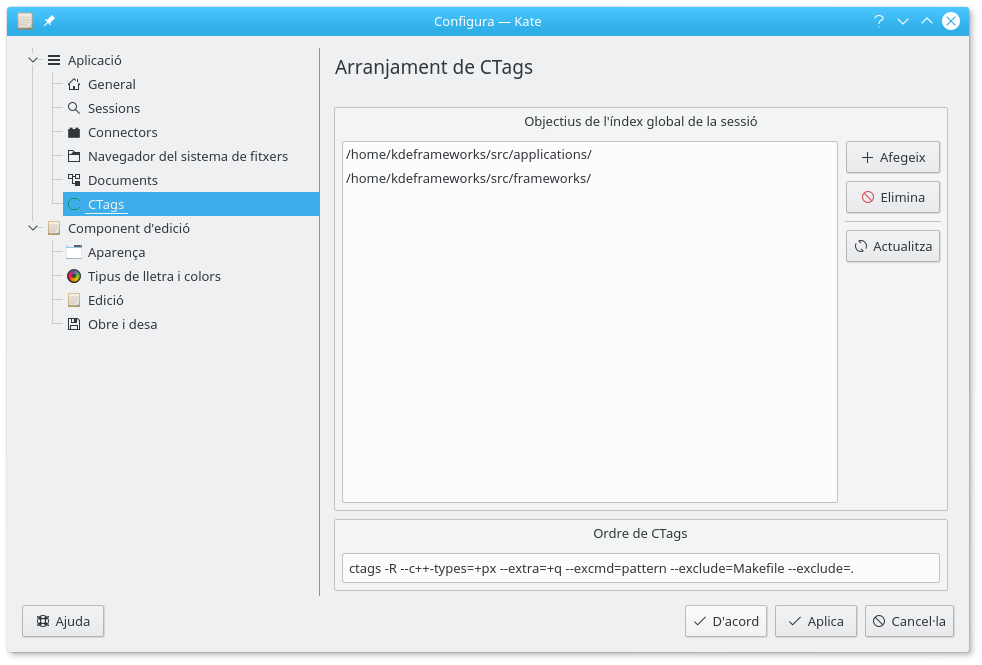 Configura — Kate
Aplicació
General
Sessions
Connectors
Navegador del sistema de fitxers
Documents
CTags
Component d'edició
Aparença
Tipus de lletra i colors
Edició
Obre i desa
Arranjament de CTags
Objectius de l'índex global de la sessió
/home/kdeframeworks/src/applications/
/home/kdeframeworks/src/frameworks/
Afegeix
Elimina
Actualitza
Ordre de CTags
ctags -R --c++-types=+px --extra=+q --excmd=pattern --exclude=Makefile --exclude=.
Ajuda
D'acord
Aplica
Cancel·la